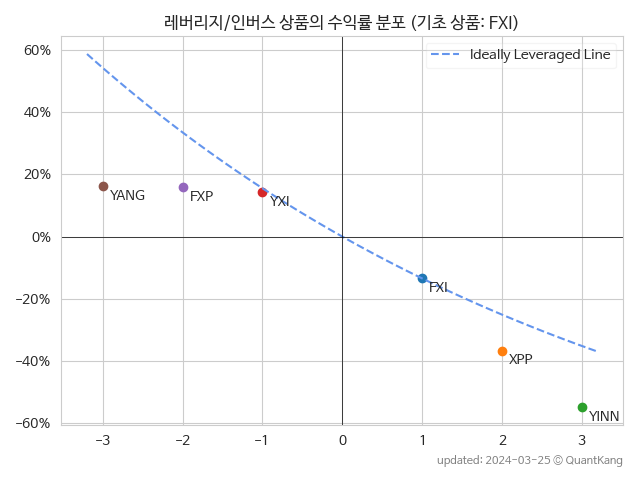 레버리지/인버스 상품의 수익률 분포 (기초 상품: FXI)
Ideally Leveraged Line
60%
40%
20%
0%
−20%
−40%
−60%
YANG
FXP
YXI
FXI
XPP
YINN
−3
−2
−1
0
1
2
3
updated: 2024-03-25 © QuantKang